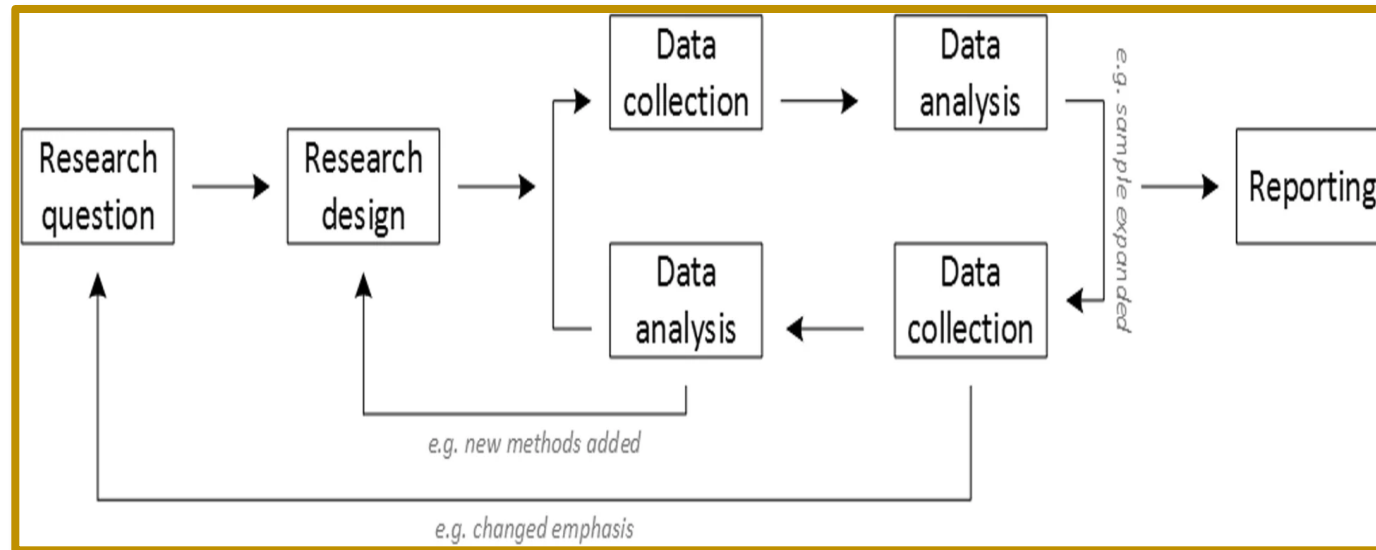 Research
question
Research
design
Data
collection
Data
analysis
e.g. sample expanded
Reporting
Data
analysis
Data
collection
e.g. new methods added
e.g. changed emphasis